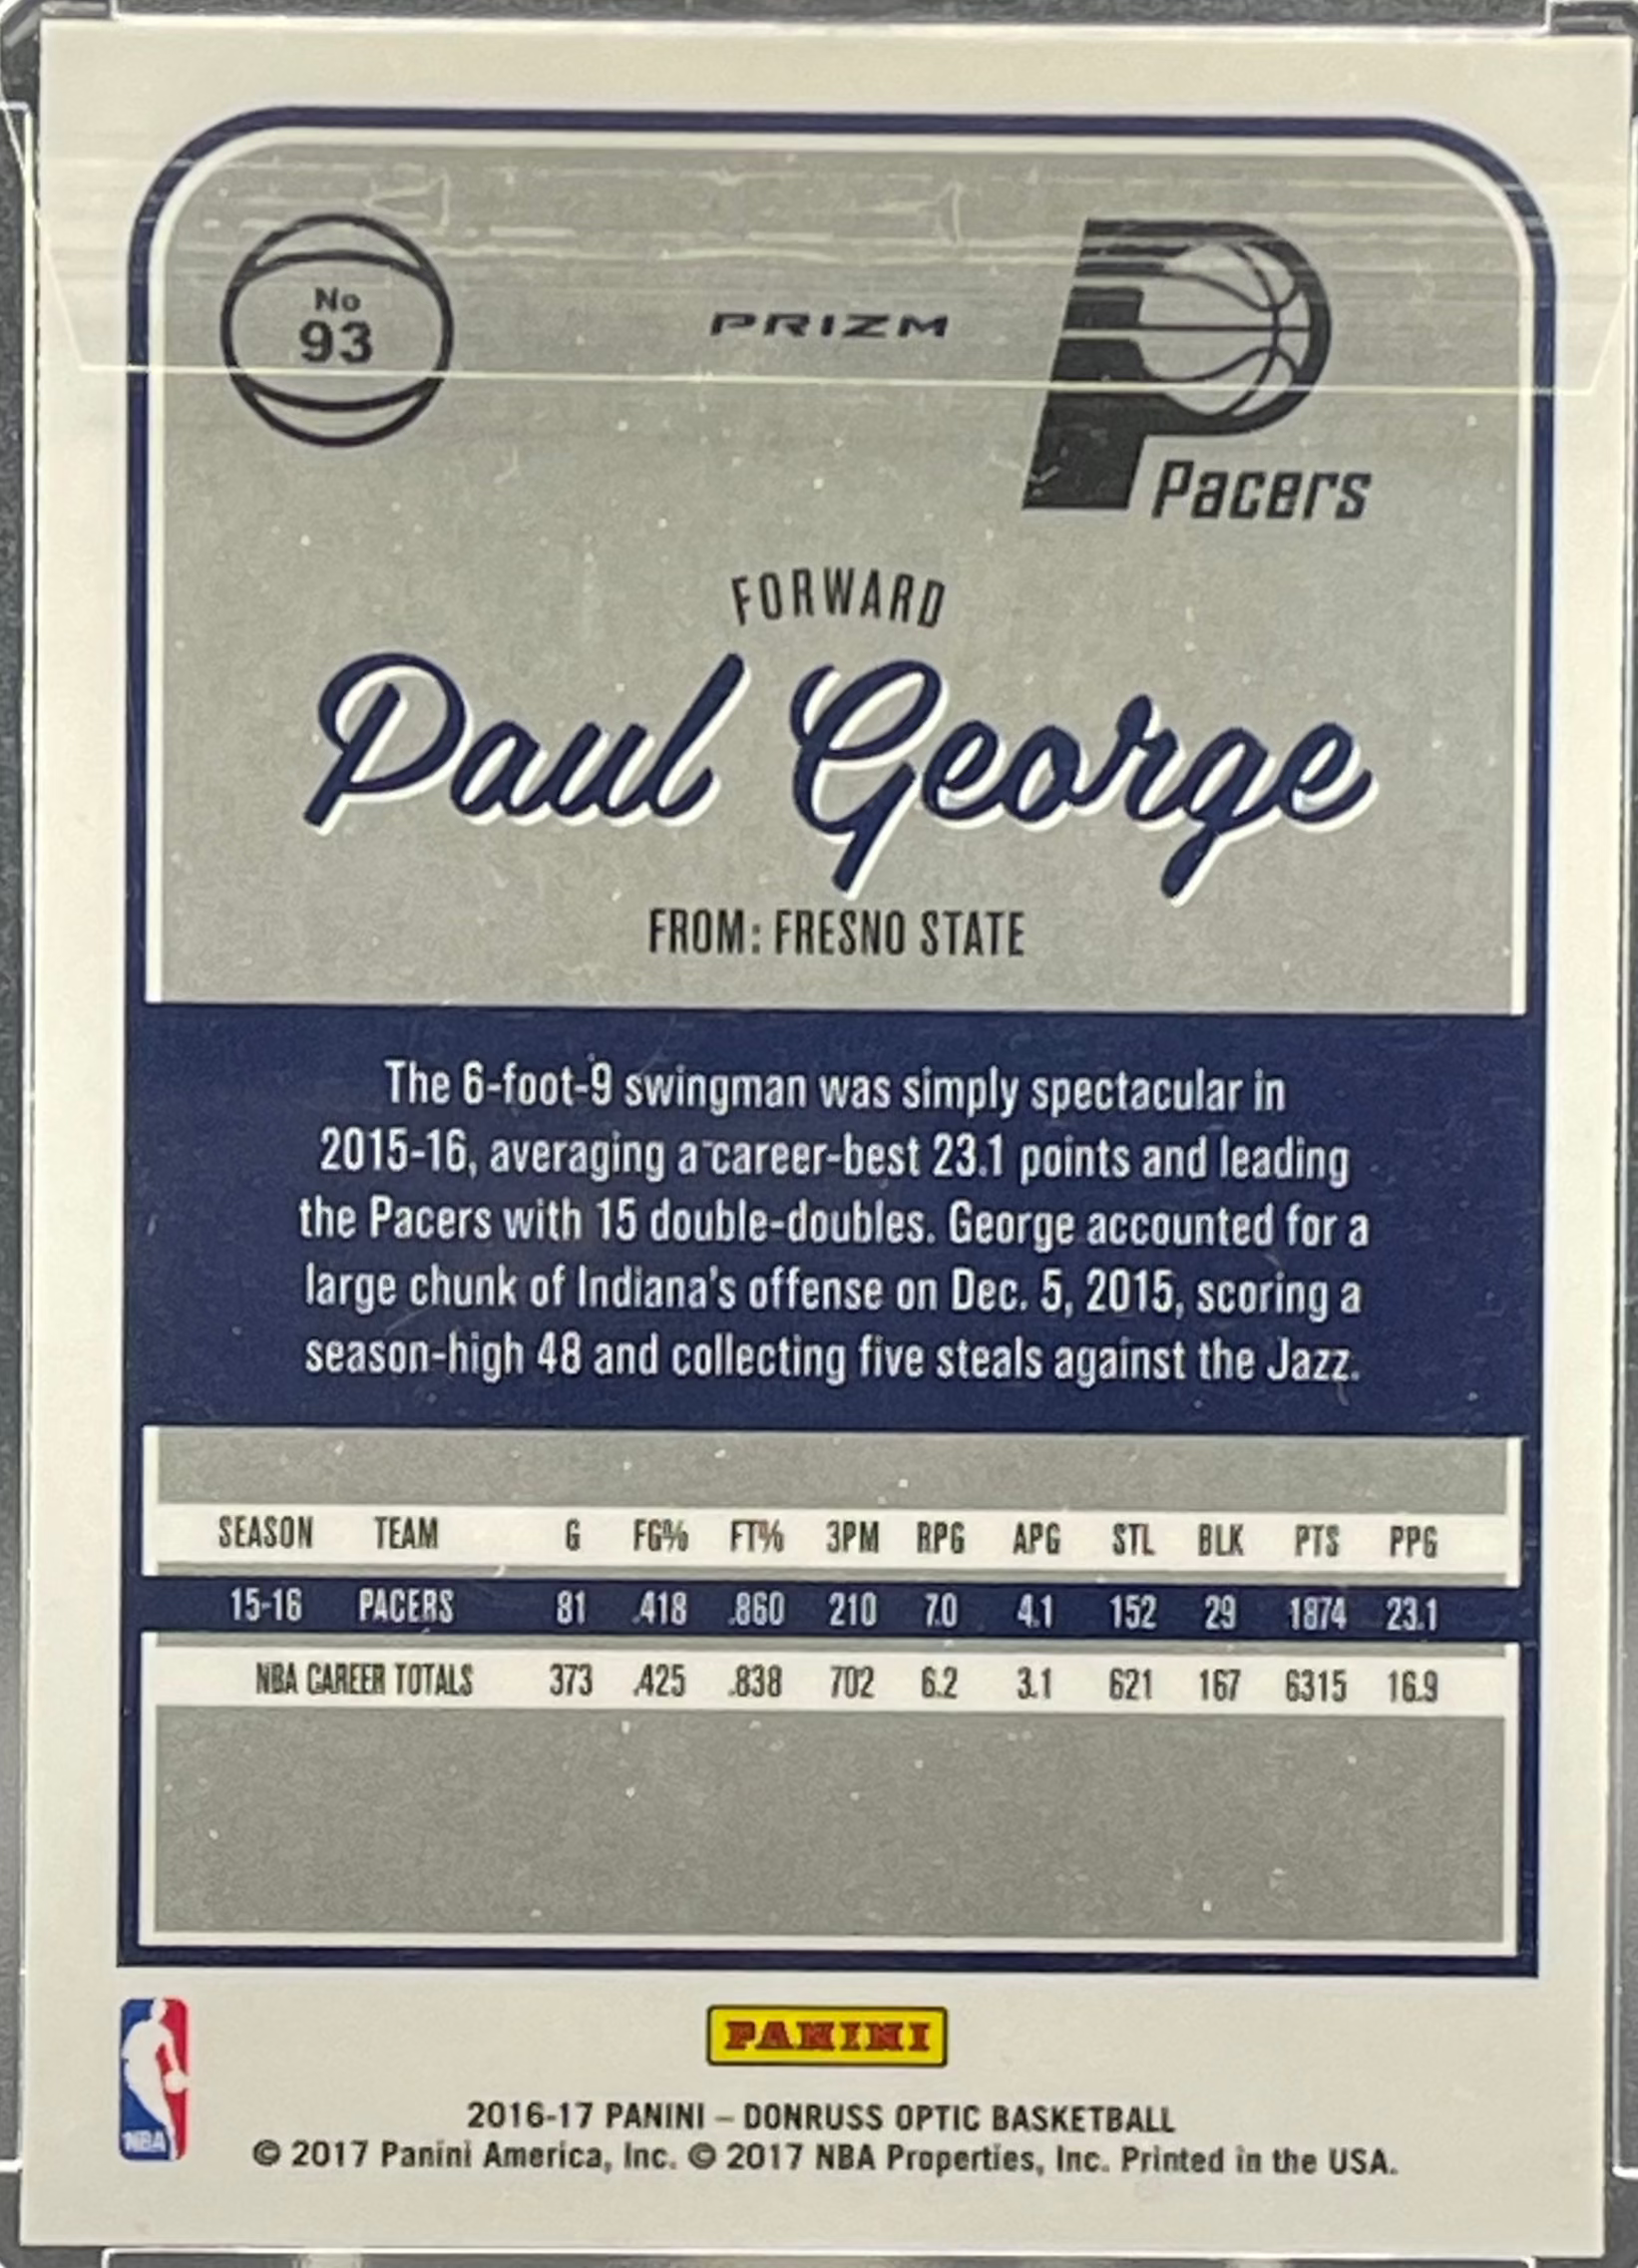 No
93
PRIZM
Pacers
FORWARD
Paul George
FROM: FRESNO STATE
The 6-foot-9 swingman was simply spectacular in
2015-16, averaging a career-best 23.1 points and leading
the Pacers with 15 double-doubles. George accounted for a
large chunk of Indiana's offense on Dec. 5, 2015, scoring a
season-high 48 and collecting five steals against the Jazz.
SEASON TEAM G FG% FT% 3PM RPG APG STL BLK PTS PPG
15-16 PACERS 81 .418 .860 210 7.0 4.1 152 29 1874 23.1
NBA CAREER TOTALS 373 .425 .838 702 6.2 3.1 621 167 6315 16.9
NBA
PANINI
2016-17 PANINI – DONRUSS OPTIC BASKETBALL
© 2017 Panini America, Inc. © 2017 NBA Properties, Inc. Printed in the USA.